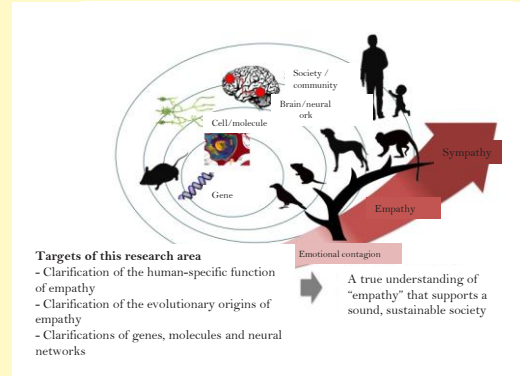 Society /
community
Brain/neural
ork
Cell/molecule
Gene
Sympathy
Empathy
Emotional contagion
Targets of this research area
- Clarification of the human-specific function
of empathy
- Clarification of the evolutionary origins of
empathy
- Clarifications of genes, molecules and neural
networks
A true understanding of
“empathy” that supports a
sound, sustainable society